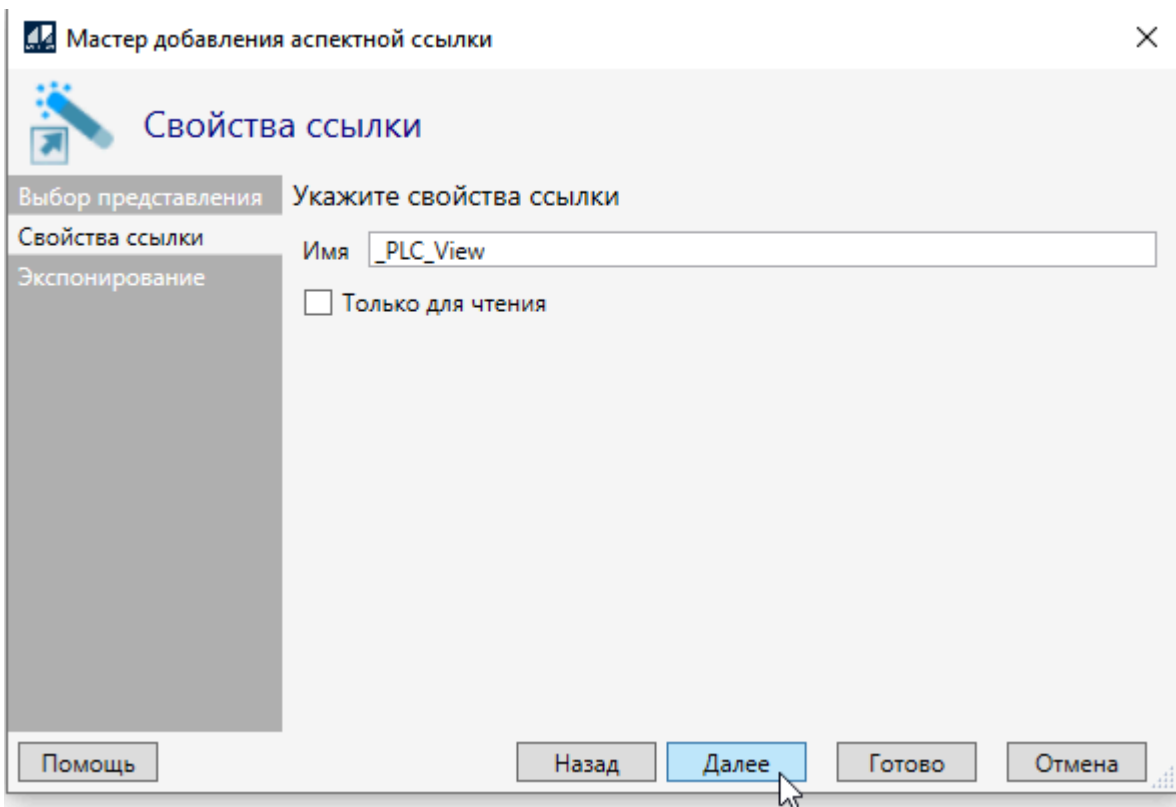 Мастер добавления аспектной ссылки
Свойства ссылки
Выбор представления
Свойства ссылки
Экспонирование
Укажите свойства ссылки
Имя _PLC_View
Только для чтения
Помощь Назад Далее Готово Отмена